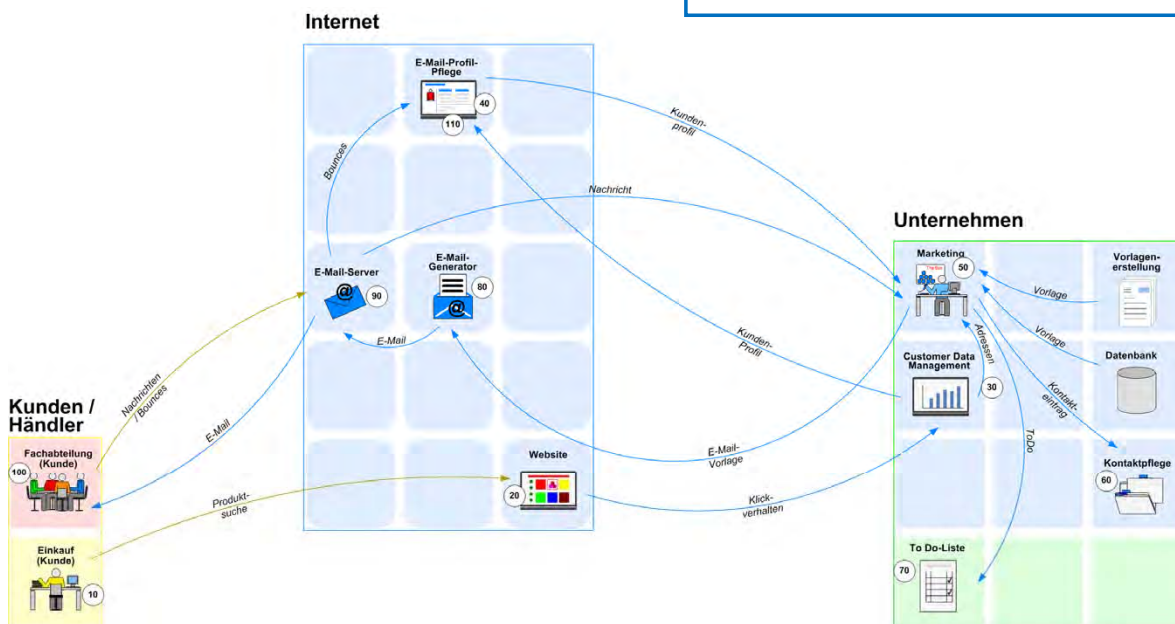 Internet
E-Mail-Profil-
Pflege
40
110
Kunden-
profil
Bounces
Nachricht
Unternehmen
E-Mail-Server
90
E-Mail-
Generator
80
E-Mail
Marketing
50
Vorlagen-
erstellung
Vorlage
Vorlage
Adressen
Kunden-
Profil
Customer Data
Management
30
Datenbank
Kontakt-
eintrag
ToDo
Nachrichten
/ Bounces
E-Mail
Kunden /
Händler
Fachabteilung
(Kunde)
100
Produkt-
suche
Website
20
E-Mail-
Vorlage
Klick-
verhalten
Kontaktpflege
60
Einkauf
(Kunde)
10
To Do-Liste
70